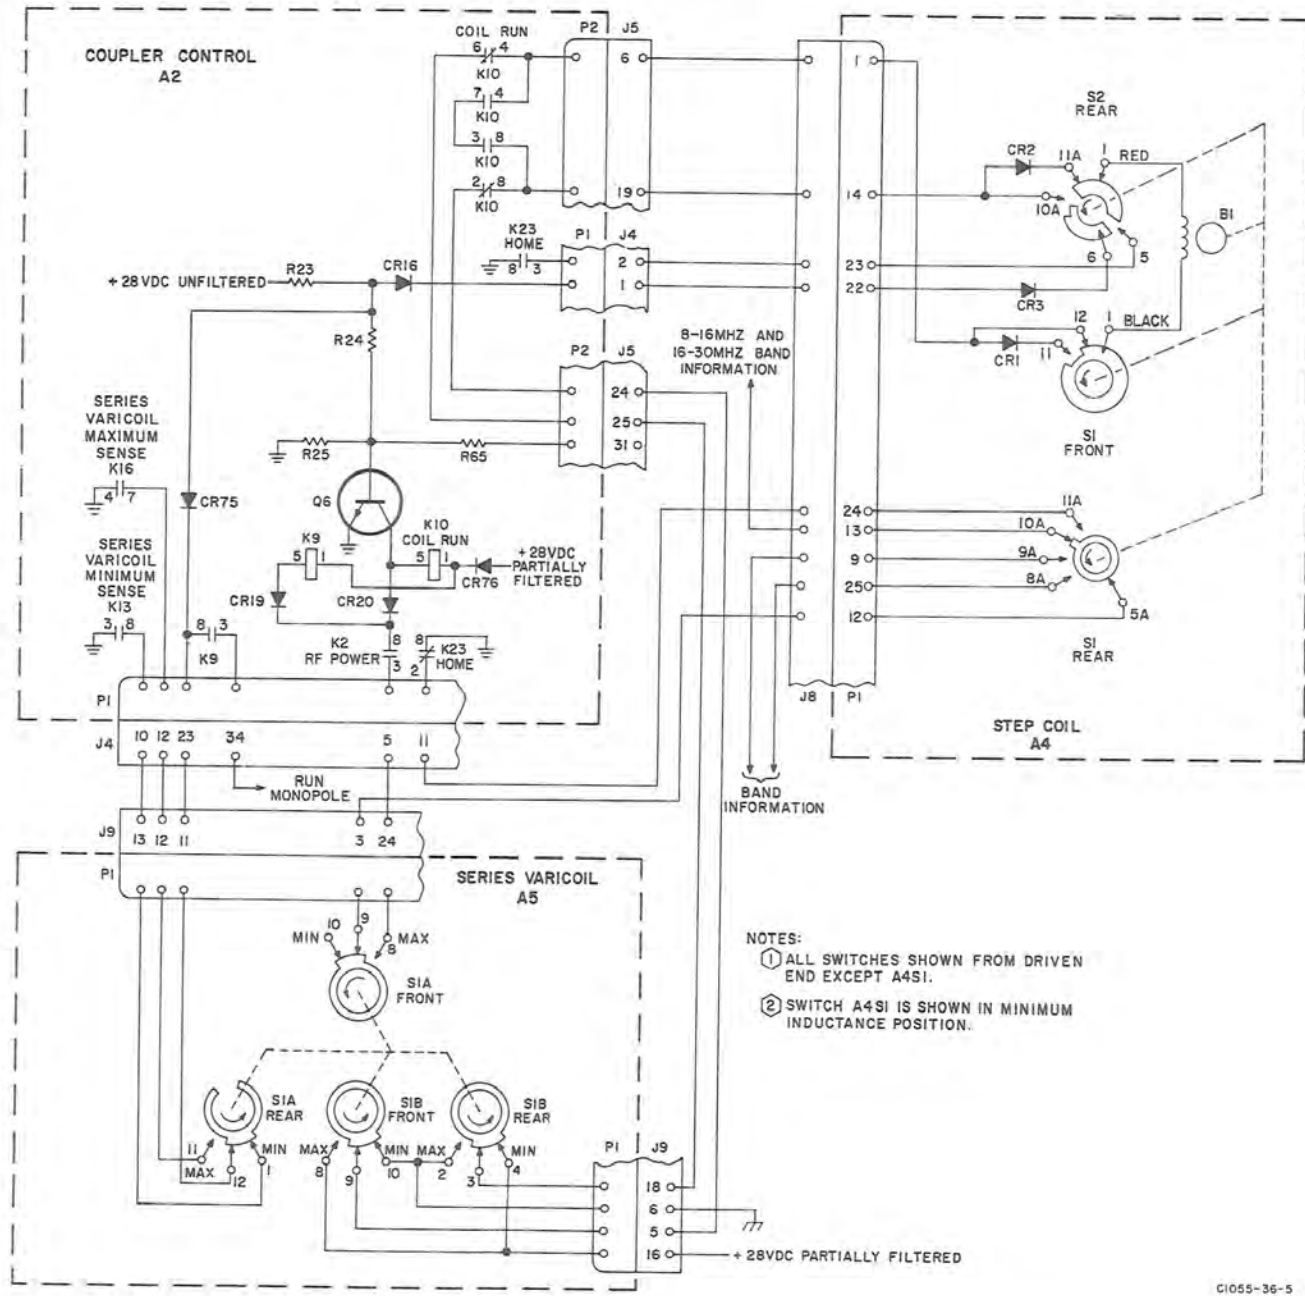 COUPLER CONTROL
A2
COIL RUN
6 4
K10
7 4
K10
3 8
K10
2 8
K10
P2 J5
6
19
K23
HOME
8 3
P1 J4
2
1
+28VDC UNFILTERED
R23
CR16
R24
P2 J5
24
25
31
R25
R65
SERIES
VARICOIL
MAXIMUM
SENSE
K16
4 7
CR75
Q6
K9
5 1
K10
COIL RUN
5 1
+28VDC
PARTIALLY
FILTERED
CR76
SERIES
VARICOIL
MINIMUM
SENSE
K13
3 8
CR19
CR20
8 3
K9
K2
RF POWER
8
3
8
K23
HOME
2
P1
J4
10 12 23 34 5 11
RUN
MONOPOLE
J9
13 12 11 3 24
P1
8-16MHZ AND
16-30MHZ BAND
INFORMATION
BAND
INFORMATION
1
14
23
22
24
13
9
25
12
J8 P1
S2
REAR
CR2
11A
1
RED
10A
B1
6
5
CR3
12
1
BLACK
CR1
11
S1
FRONT
11A
10A
9A
8A
5A
S1
REAR
STEP COIL
A4
SERIES VARICOIL
A5
MIN
10
9
8
MAX
S1A
FRONT
S1A
REAR
11
MAX
12
MIN
1
S1B
FRONT
MAX
8
9
MIN
10
S1B
REAR
MAX
2
3
MIN
4
P1 J9
18
6
5
16
+28VDC PARTIALLY FILTERED
NOTES:
1 ALL SWITCHES SHOWN FROM DRIVEN
END EXCEPT A4S1.
2 SWITCH A4S1 IS SHOWN IN MINIMUM
INDUCTANCE POSITION.
C1055-36-5